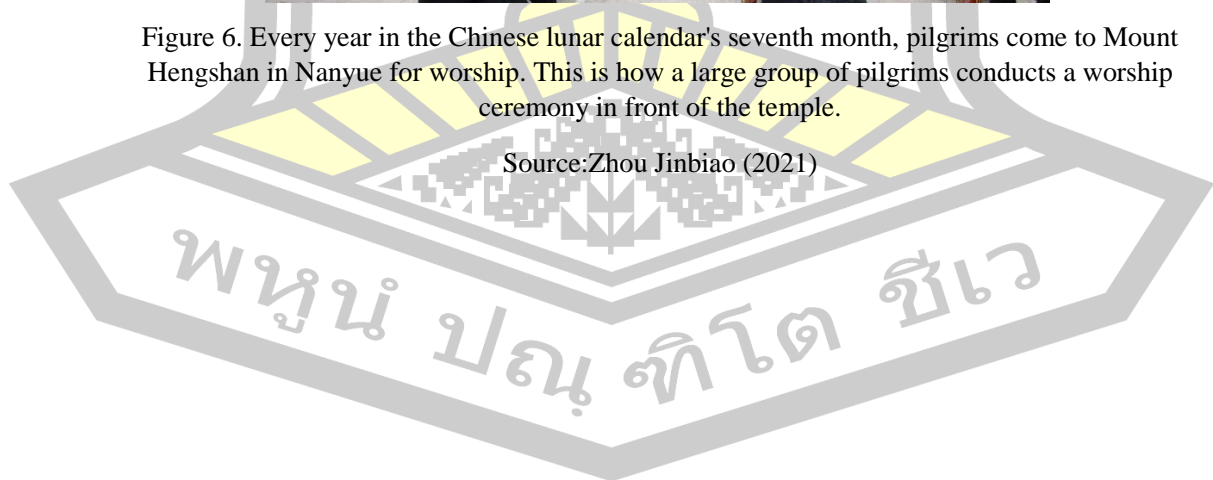 Figure 6. Every year in the Chinese lunar calendar's seventh month, pilgrims come to Mount
Hengshan in Nanyue for worship. This is how a large group of pilgrims conducts a worship
ceremony in front of the temple.
Source:Zhou Jinbiao (2021)
พหูนํ ปณฺฑิโต ชีเว